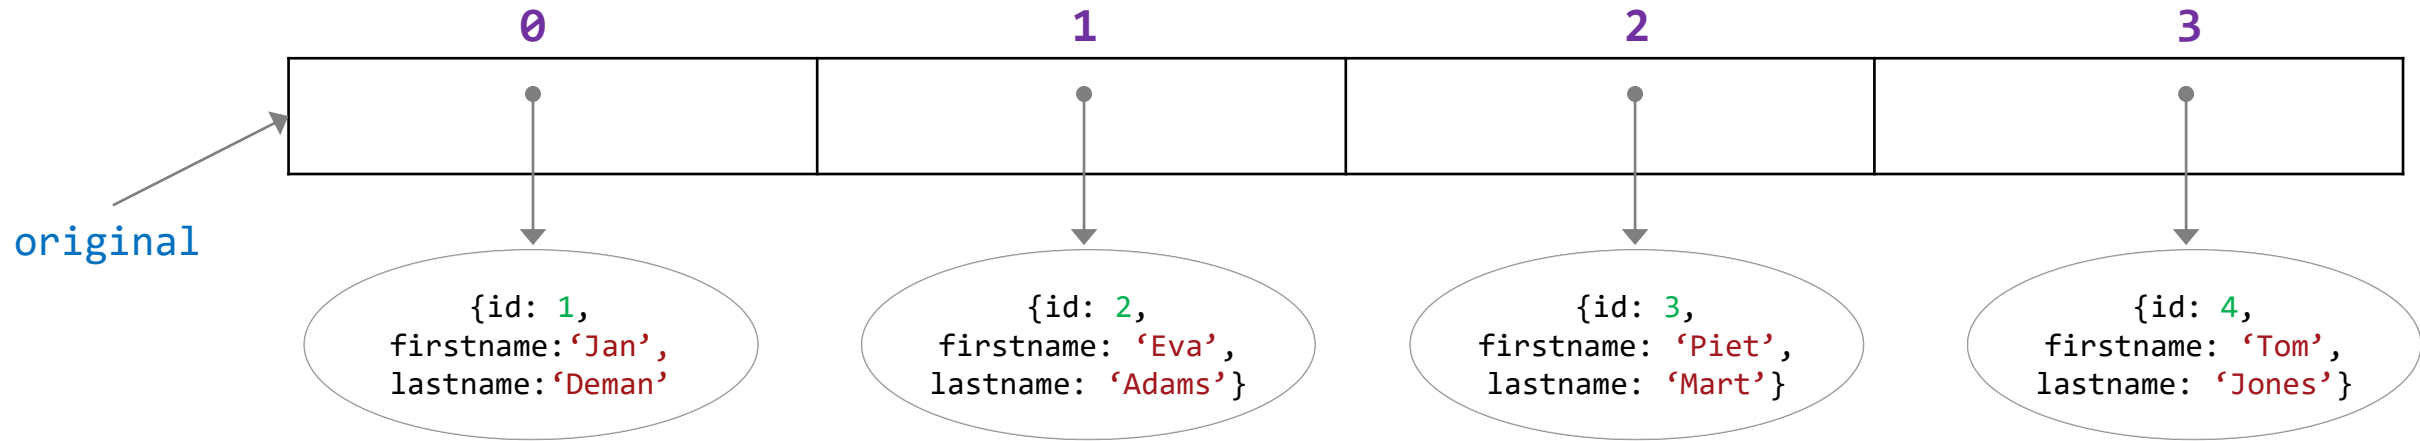 0 1 2 3
original
{id: 1,
firstname:‘Jan’,
lastname:‘Deman’
{id: 2,
firstname: ‘Eva’,
lastname: ‘Adams’}
{id: 3,
firstname: ‘Piet’,
lastname: ‘Mart’}
{id: 4,
firstname: ‘Tom’,
lastname: ‘Jones’}